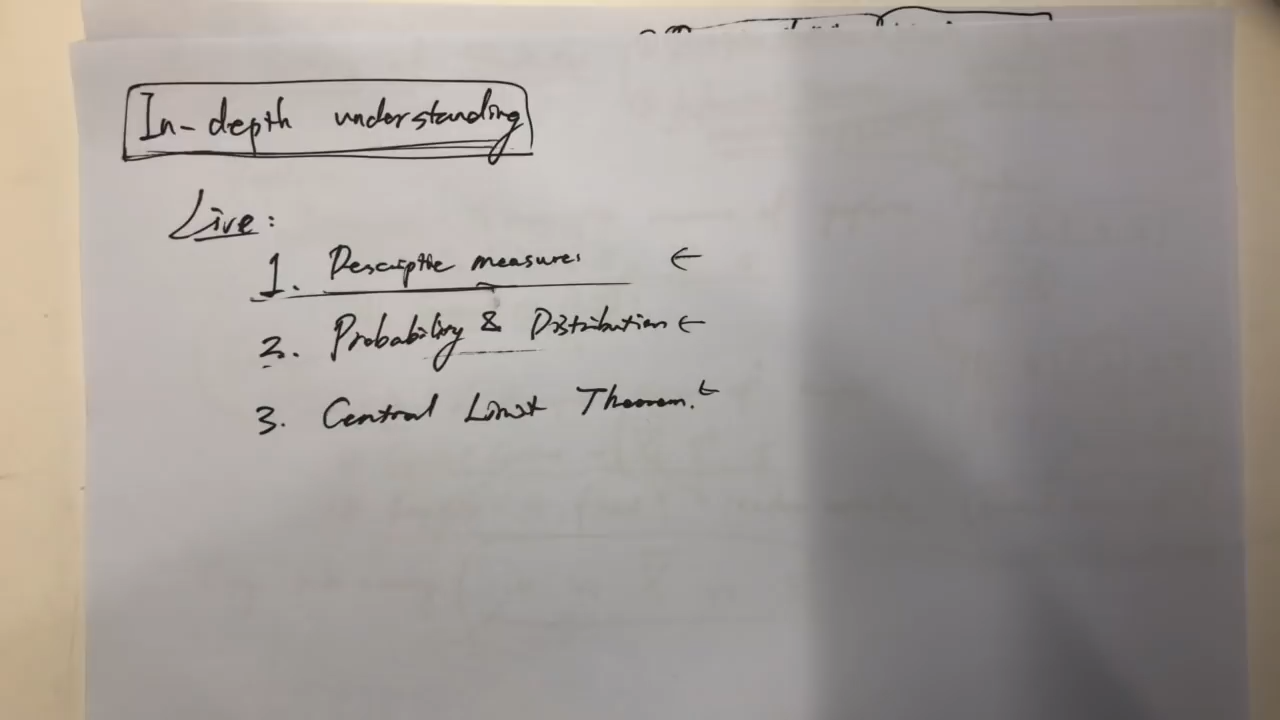 In-depth understanding
Live:
1. Descriptive measures ←
2. Probability & Distribution ←
3. Central Limit Theorem. ←